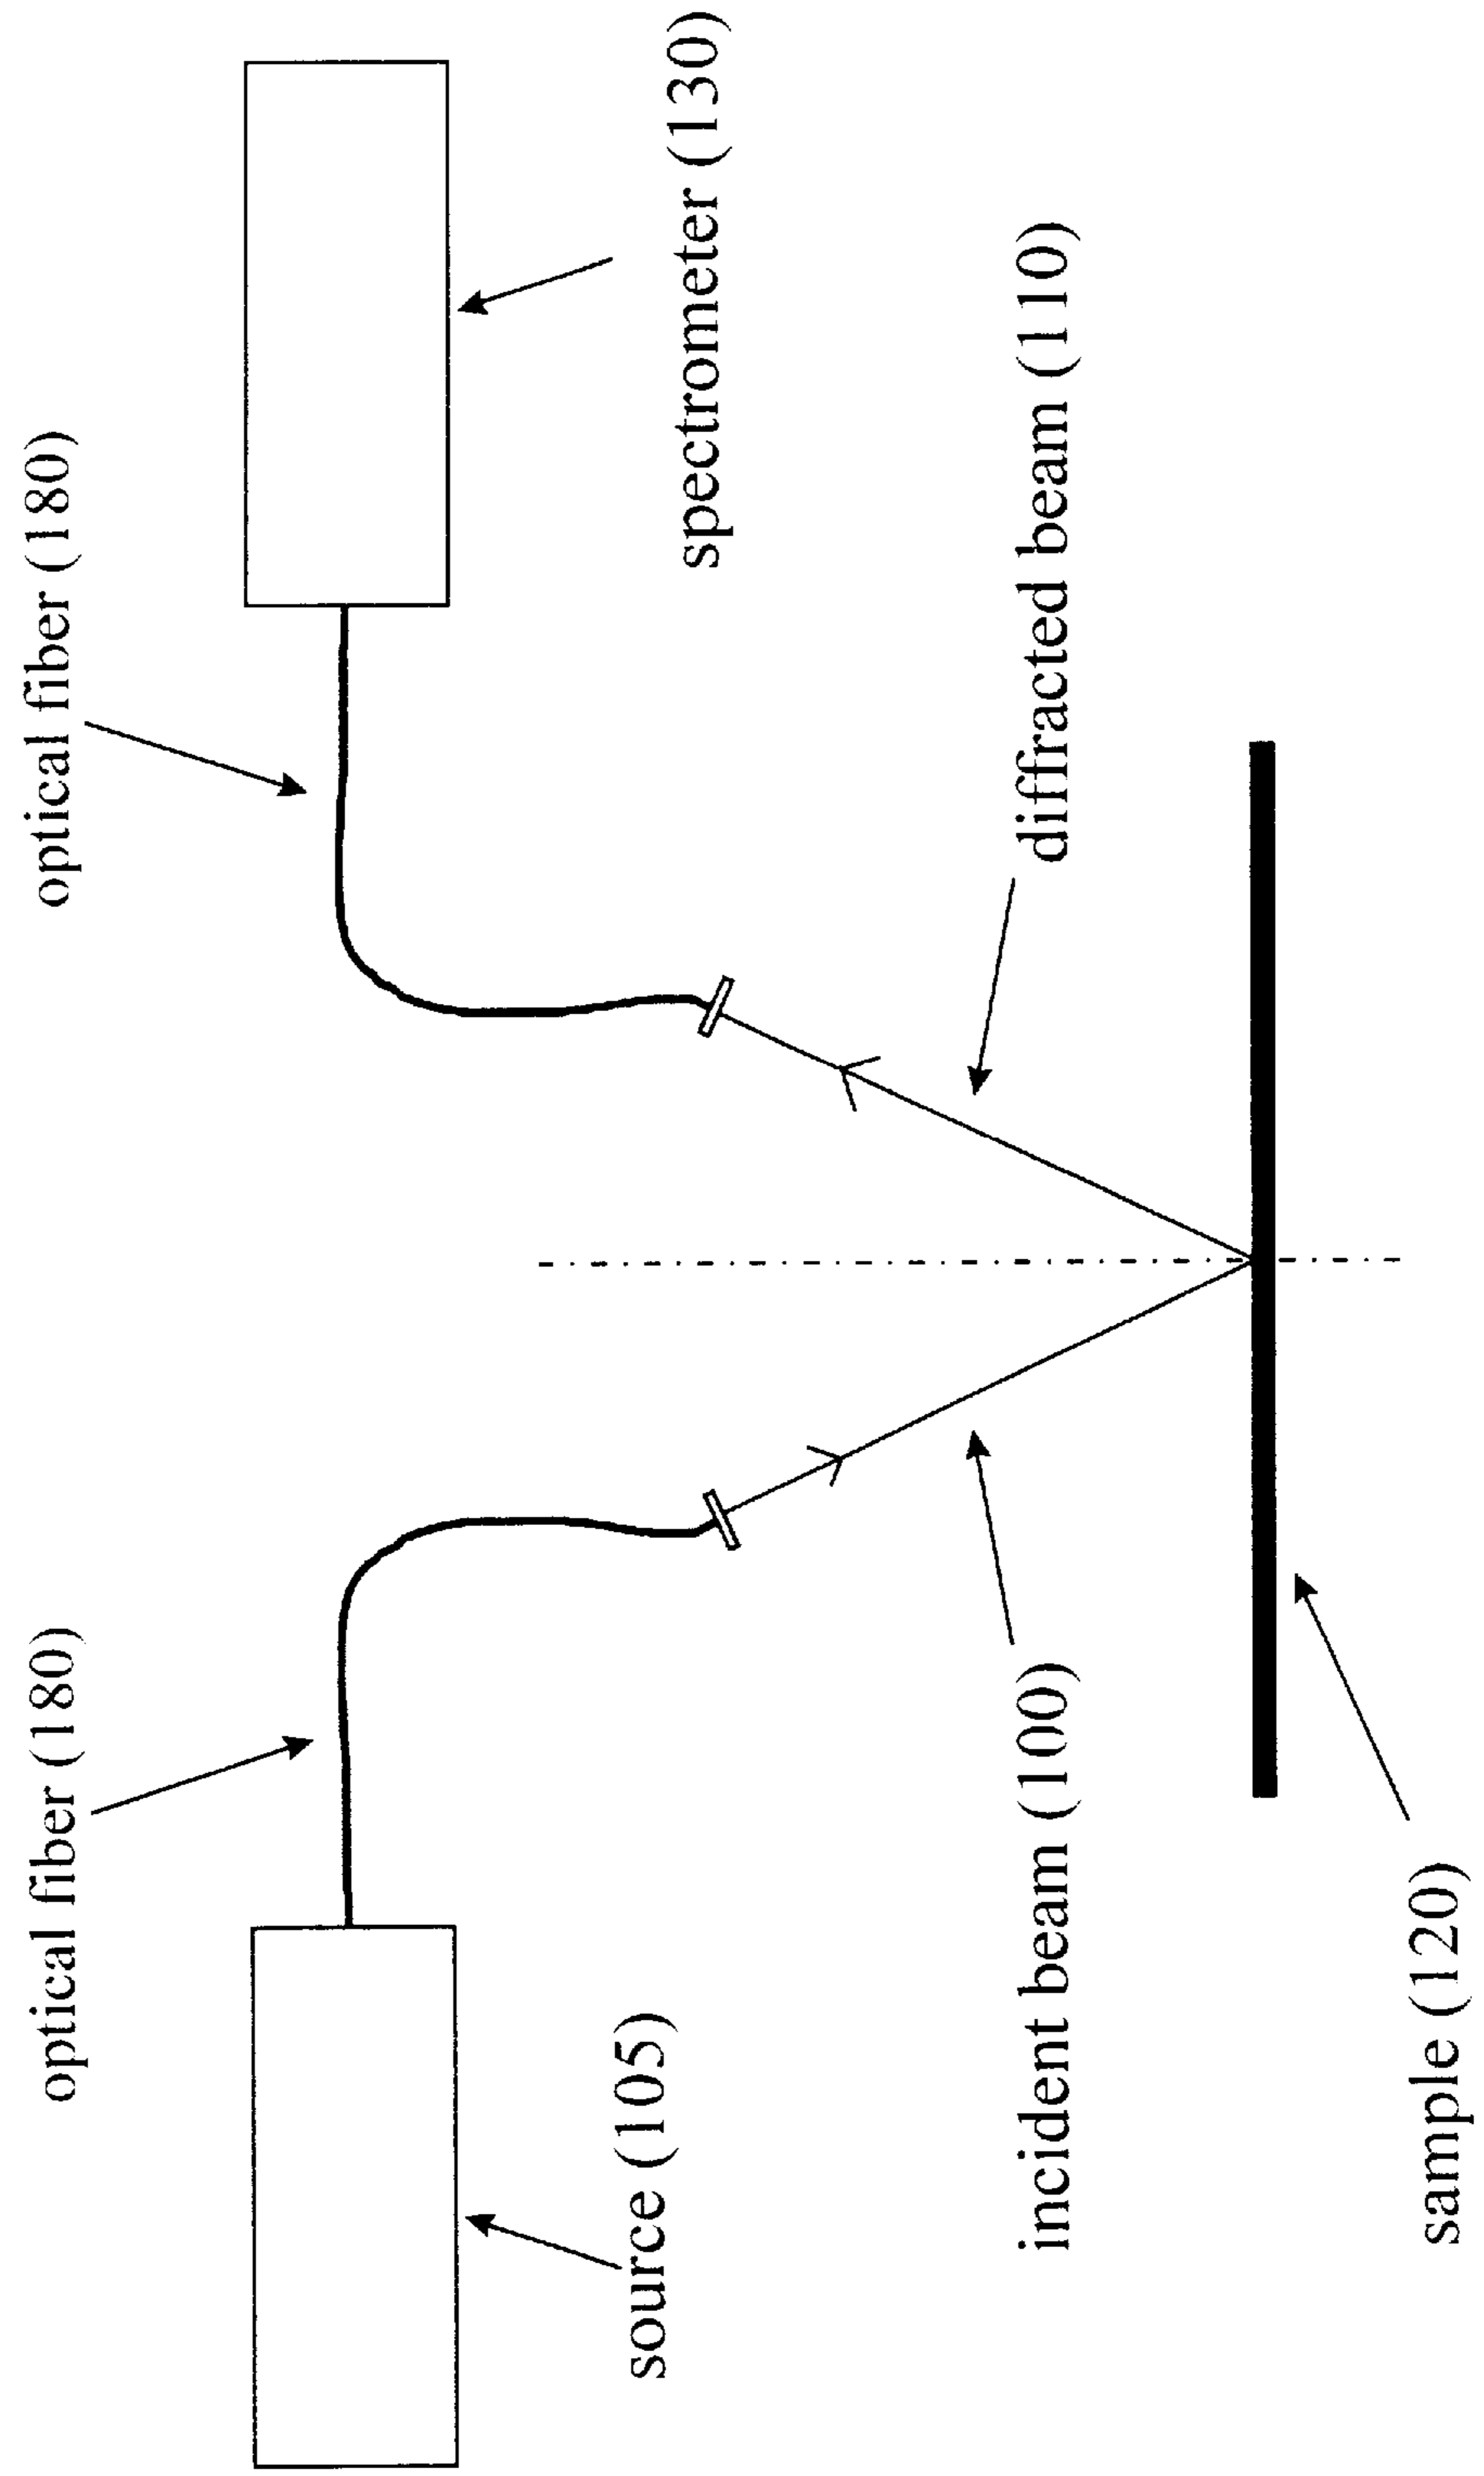 optical fiber (180)
optical fiber (180)
source (105)
spectrometer (130)
incident beam (100)
diffracted beam (110)
sample (120)